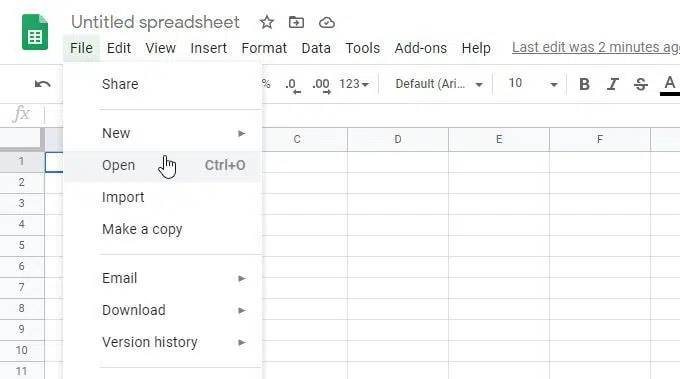 Untitled spreadsheet
File Edit View Insert Format Data Tools Add-ons Help Last edit was 2 minutes ago
Share % .0 .00 123 Default (Ari... 10 B I S A
fx
New
Open Ctrl+O
Import
Make a copy
Email
Download
Version history
C D E F
1
2
3
4
5
6
7
8
9
10
11